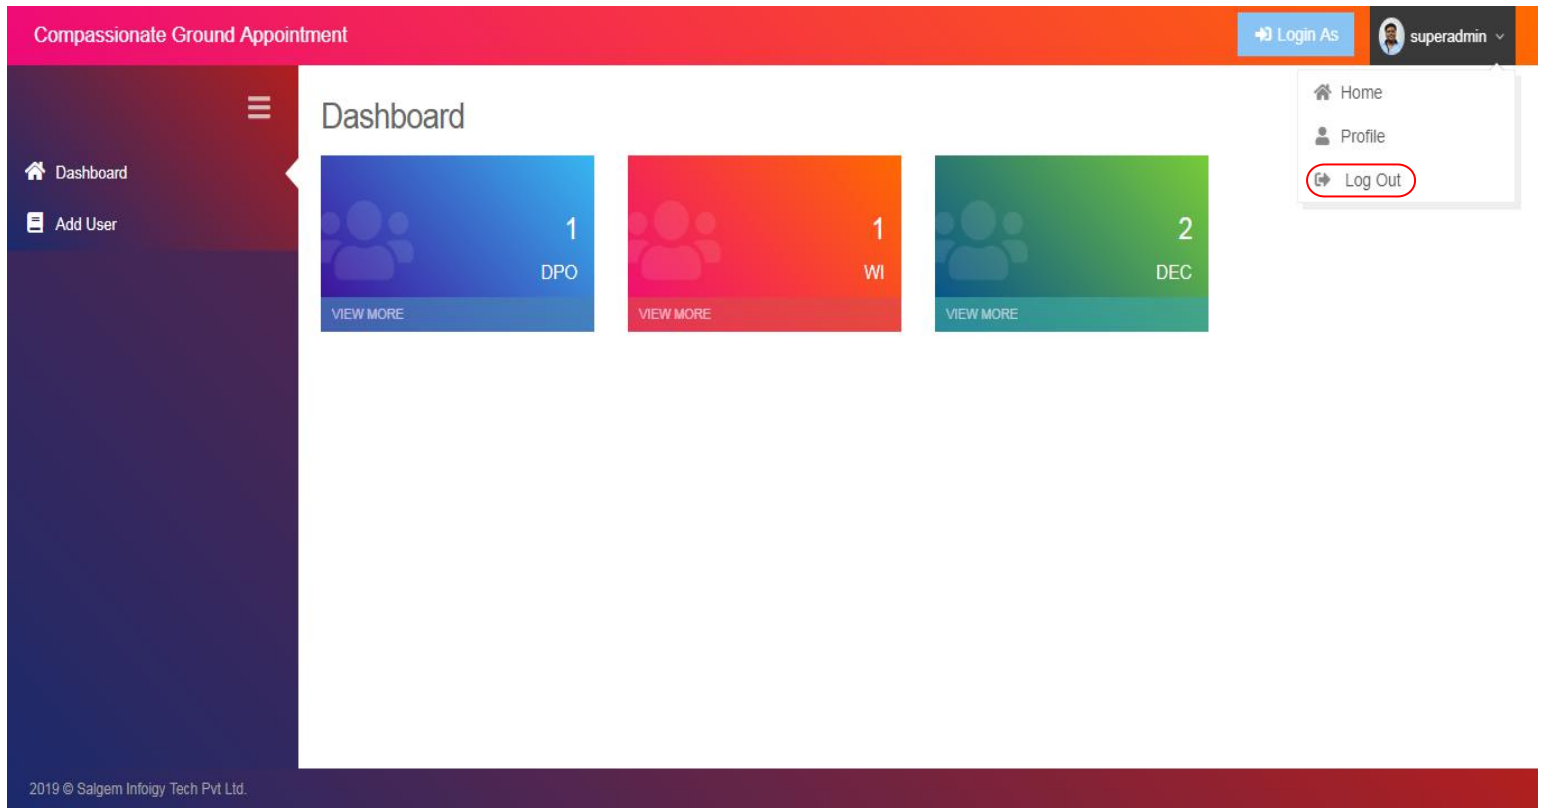 Compassionate Ground Appointment
Login As
superadmin
Home
Profile
Log Out
Dashboard
Add User
Dashboard
1
DPO
VIEW MORE
1
WI
VIEW MORE
2
DEC
VIEW MORE
2019 © Salgem Infoigy Tech Pvt Ltd.